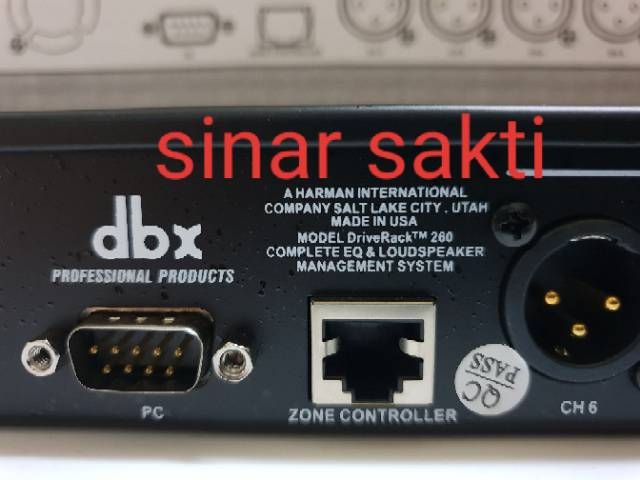 sinar sakti
dbx
PROFESSIONAL PRODUCTS
A HARMAN INTERNATIONAL
COMPANY SALT LAKE CITY . UTAH
MADE IN USA
MODEL DriveRack™ 260
COMPLETE EQ & LOUDSPEAKER
MANAGEMENT SYSTEM
PC
ZONE CONTROLLER
QC
PASS
CH 6